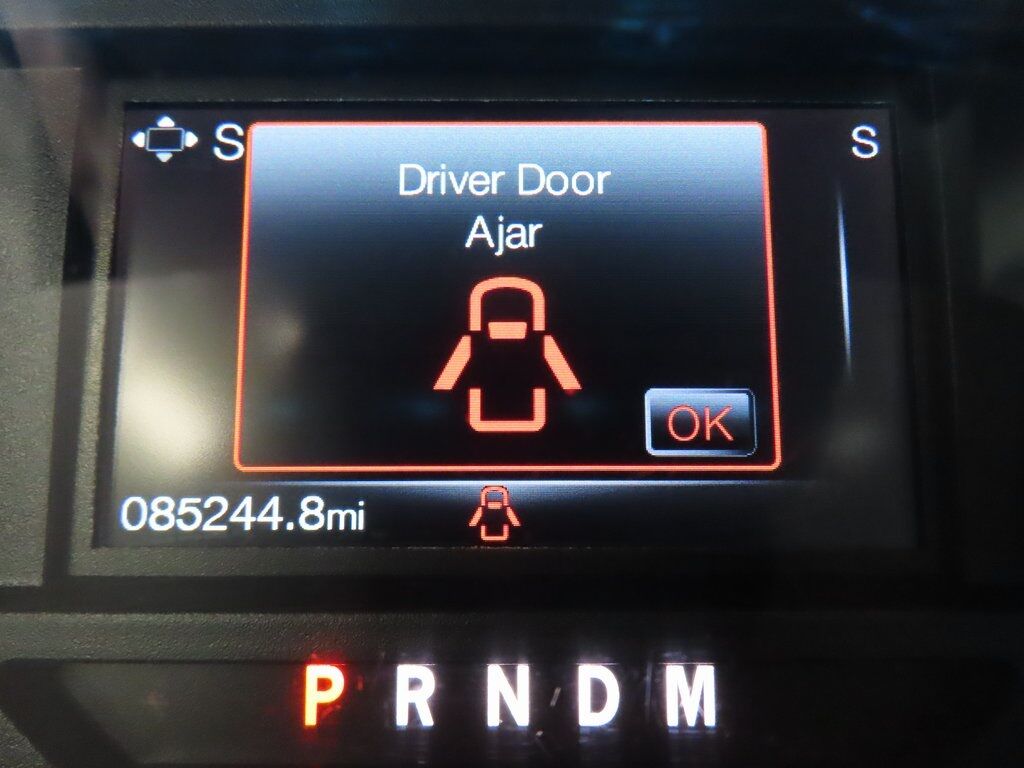 S
S
Driver Door
Ajar
OK
085244.8mi
P R N D M